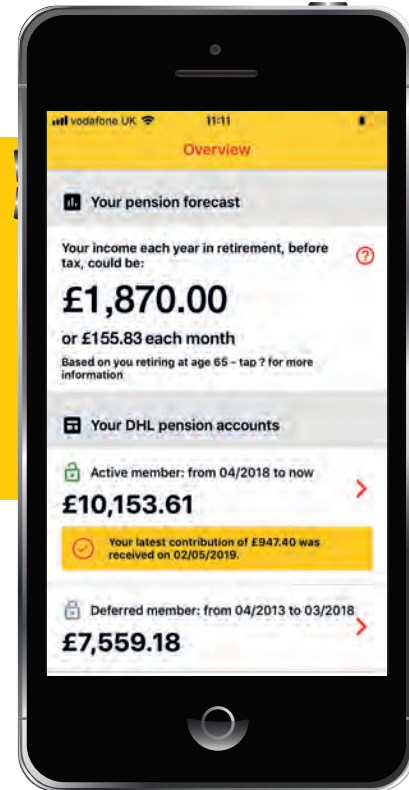 vodafone UK 11:11
Overview
Your pension forecast
Your income each year in retirement, before
tax, could be:
£1,870.00
or £155.83 each month
Based on you retiring at age 65 – tap ? for more
information
Your DHL pension accounts
Active member: from 04/2018 to now
£10,153.61
Your latest contribution of £947.40 was
received on 02/05/2019.
Deferred member: from 04/2013 to 03/2018
£7,559.18